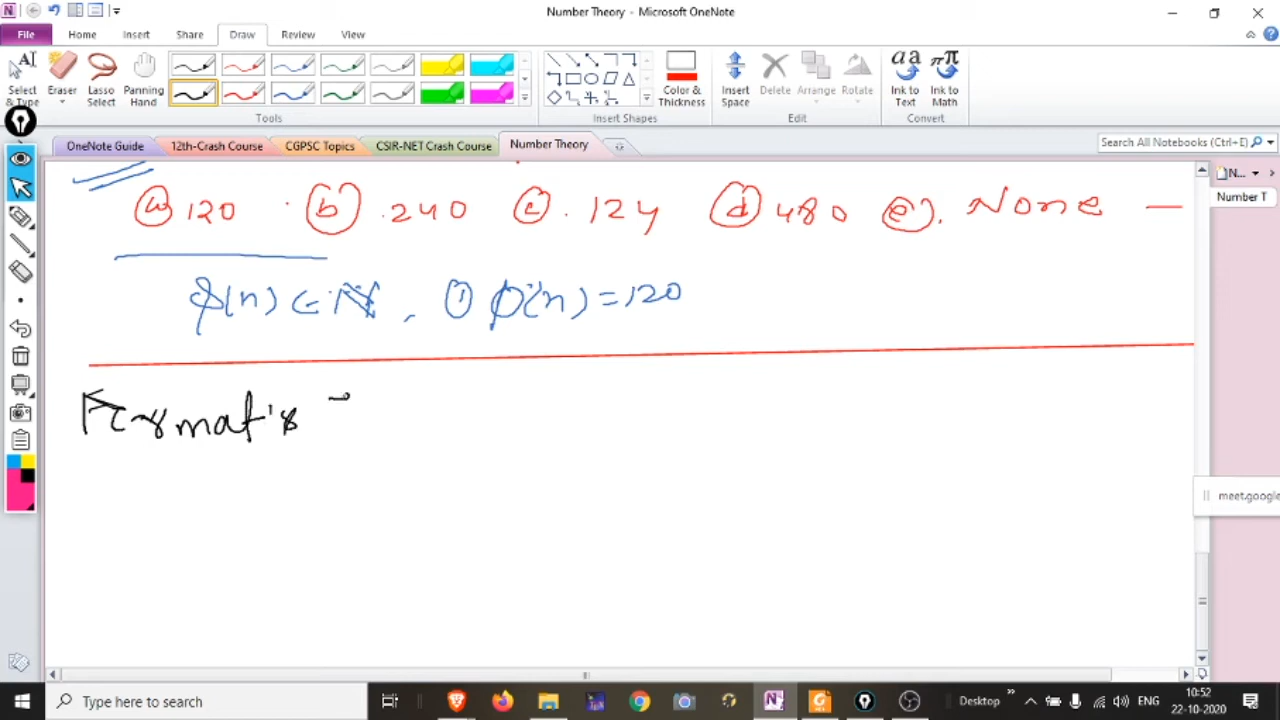 Number Theory - Microsoft OneNote
File Home Insert Share Draw Review View
Select & Type Eraser Lasso Select Panning Hand Color & Thickness Insert Space Delete Arrange Rotate Ink to Text Ink to Math
Tools Insert Shapes Edit Convert
OneNote Guide 12th-Crash Course CGPSC Topics CSIR-NET Crash Course Number Theory Search All Notebooks (Ctrl+E)
N...
Number T
(a) 120 (b) 240 (c) 124 (d) 480 (e). None —
φ(n) ∈ N, ① φ(n) = 120
Fermat's
meet.google
Type here to search Desktop ENG 10:52
22-10-2020